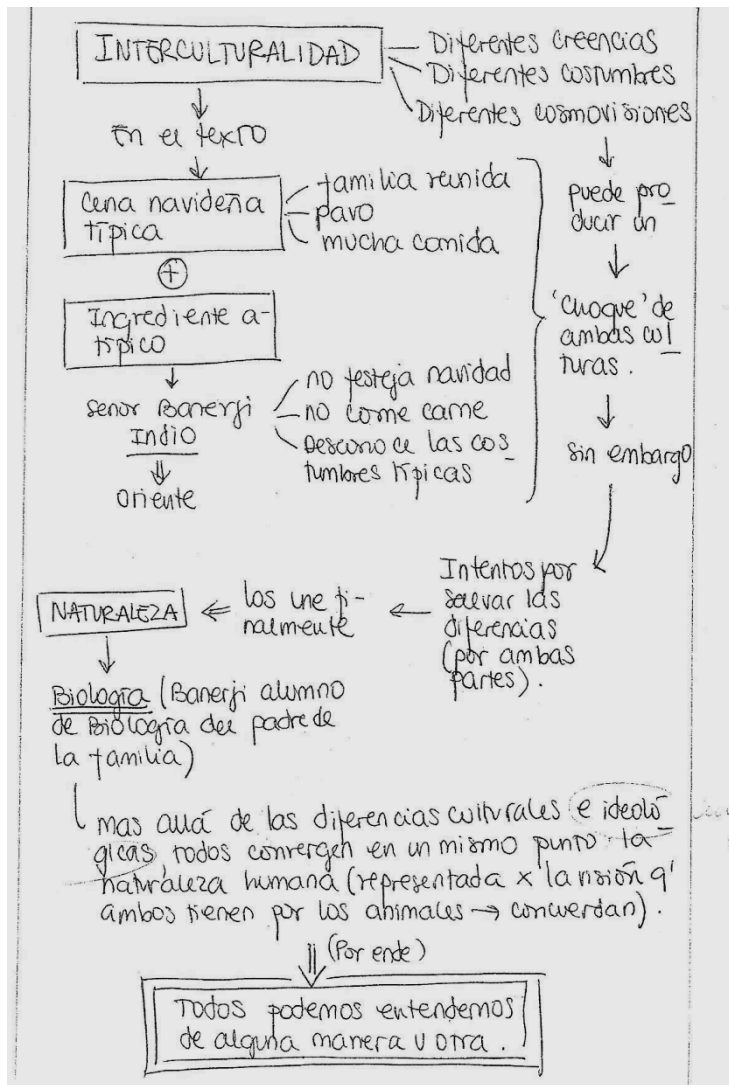 INTERCULTURALIDAD
Diferentes creencias
Diferentes costumbres
Diferentes cosmovisiones
puede pro
ducir un
'Choque' de
ambas cul
turas.
sin embargo
En el texto
Cena navideña
típica
familia reunida
pavo
mucha comida
+
Ingrediente a-
típico
Señor Banerji
Indio
Oriente
no festeja navidad
no come carne
Desconoce las cos
tumbres típicas
Intentos por
salvar las
diferencias
(por ambas
partes).
los une fi-
nalmente
NATURALEZA
Biología (Banerji alumno
de Biología del padre de
la familia)
mas allá de las diferencias culturales e ideoló
gicas todos convergen en un mismo punto: la
naturaleza humana (representada x la visión q'
ambos tienen por los animales → concuerdan).
(Por ende)
Todos podemos entendernos
de alguna manera u otra.